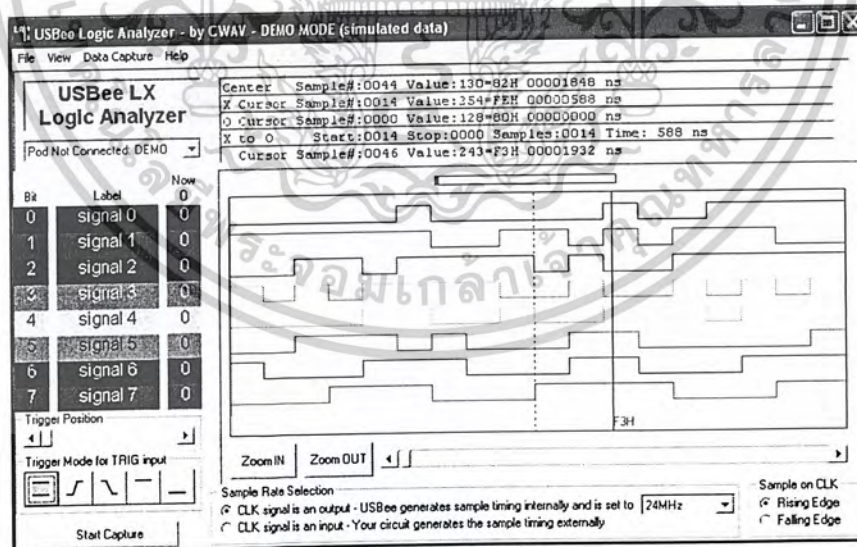 USBee Logic Analyzer - by CWAV - DEMO MODE (simulated data)
File View Data Capture Help
USBee LX
Logic Analyzer
Pod Not Connected: DEMO
Center Sample#:0044 Value:130=82H 00001848 ns
X Cursor Sample#:0014 Value:254=FEH 00000588 ns
O Cursor Sample#:0000 Value:128=80H 00000000 ns
X to O Start:0014 Stop:0000 Samples:0014 Time: 588 ns
Cursor Sample#:0046 Value:243=F3H 00001932 ns
Bit Label Now
0
0 signal 0 0
1 signal 1 0
2 signal 2 0
3 signal 3 0
4 signal 4 0
5 signal 5 0
6 signal 6 0
7 signal 7 0
F3H
Trigger Position
Trigger Mode for TRIG input
Start Capture
Zoom IN Zoom OUT
Sample Rate Selection
CLK signal is an output - USBee generates sample timing internally and is set to 24MHz
CLK signal is an input - Your circuit generates the sample timing externally
Sample on CLK
Rising Edge
Falling Edge